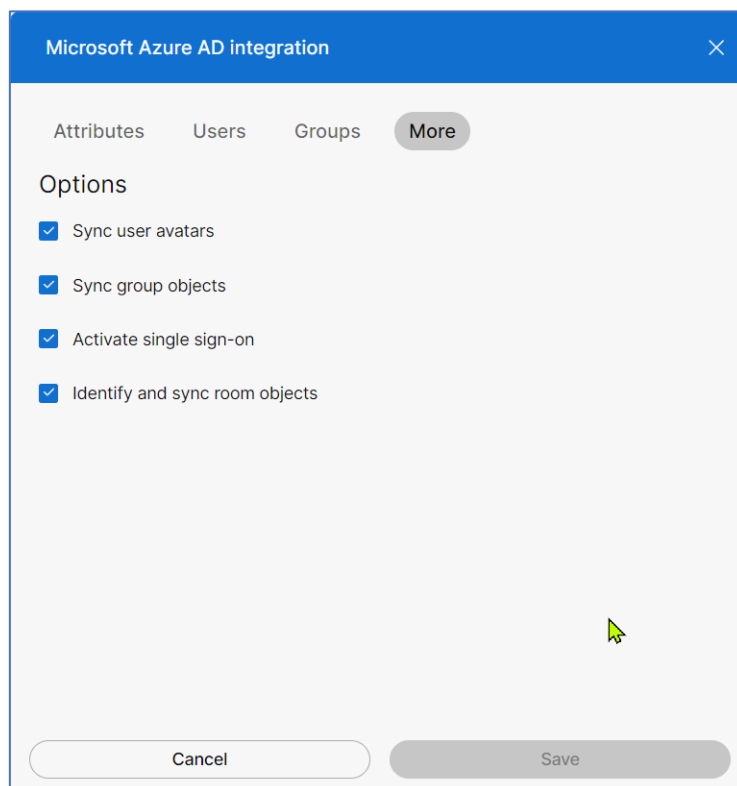 Microsoft Azure AD integration
Attributes Users Groups More
Options
Sync user avatars
Sync group objects
Activate single sign-on
Identify and sync room objects
Cancel Save